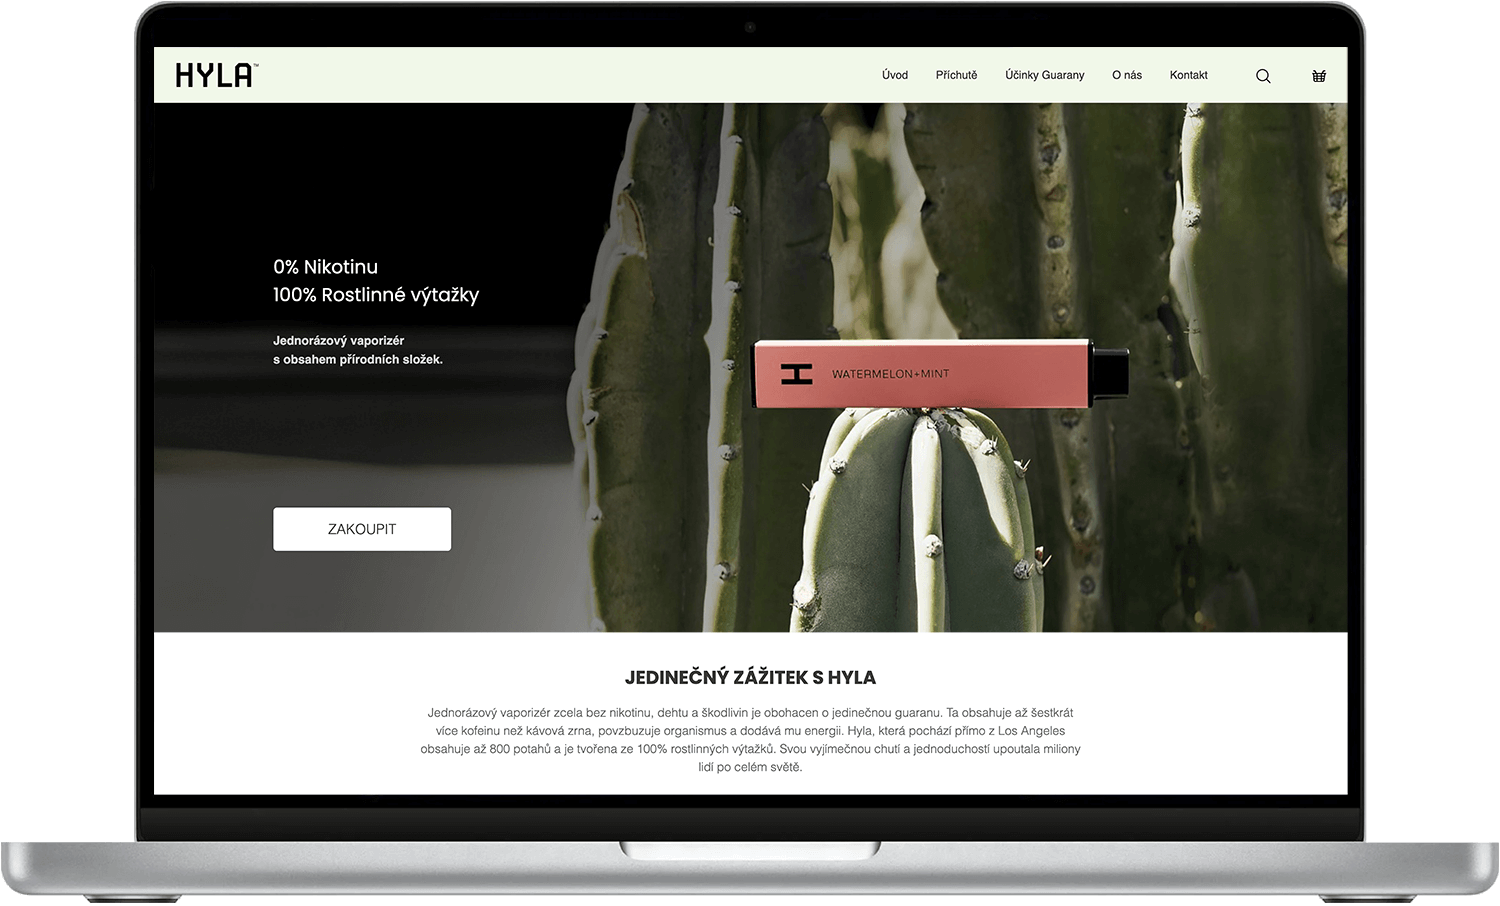 HYLA™
Úvod Příchutě Účinky Guarany O nás Kontakt
0% Nikotinu
100% Rostlinné výtažky
Jednorázový vaporizér
s obsahem přírodních složek.
H WATERMELON+MINT
ZAKOUPIT
JEDINEČNÝ ZÁŽITEK S HYLA
Jednorázový vaporizér zcela bez nikotinu, dehtu a škodlivin je obohacen o jedinečnou guaranu. Ta obsahuje až šestkrát
více kofeinu než kávová zrna, povzbuzuje organismus a dodává mu energii. Hyla, která pochází přímo z Los Angeles
obsahuje až 800 potahů a je tvořena ze 100% rostlinných výtažků. Svou vyjímečnou chutí a jednoduchostí upoutala miliony
lidí po celém světě.